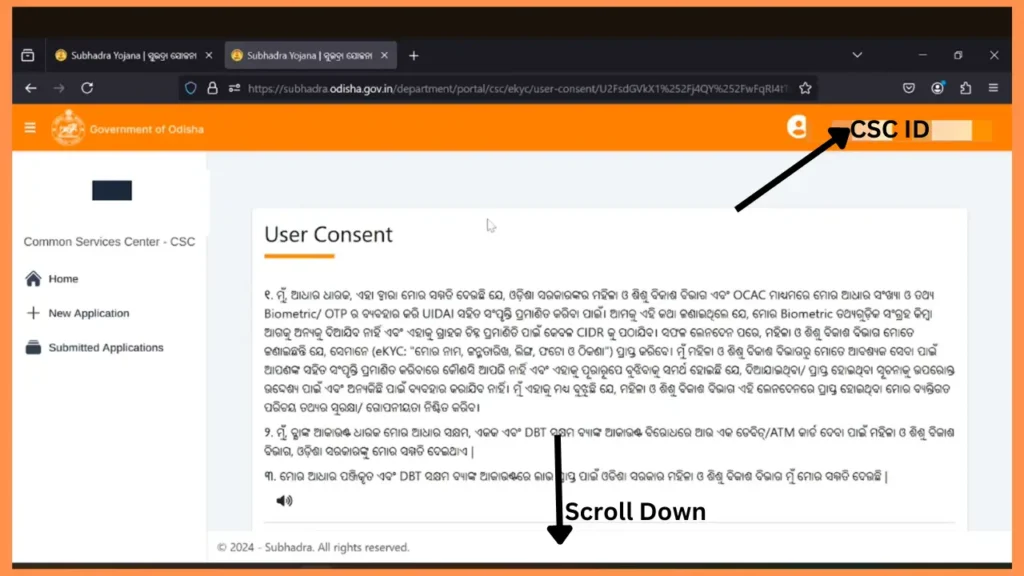 Subhadra Yojana | ସୁଭଦ୍ରା ଯୋଜନା
Subhadra Yojana | ସୁଭଦ୍ରା ଯୋଜନା
https://subhadra.odisha.gov.in/department/portal/csc/ekyc/user-consent/U2FsdGVkX1%252Fj4QY%252FwFqRI4t?
Government of Odisha
CSC ID
Common Services Center - CSC
Home
New Application
Submitted Applications
User Consent
୧. ମୁଁ, ଆଧାର ଧାରକ, ଏହା ଦ୍ୱାରା ମୋର ସମ୍ମତି ଦେଉଛି ଯେ, ଓଡ଼ିଶା ସରକାରଙ୍କର ମହିଳା ଓ ଶିଶୁ ବିକାଶ ବିଭାଗ ଏବଂ OCAC ମାଧ୍ୟମରେ ମୋର ଆଧାର ସଂଖ୍ୟା ଓ ତଥ୍ୟ
Biometric/ OTP ର ବ୍ୟବହାର କରି UIDAI ସହିତ ସଂପୃକ୍ତି ପ୍ରମାଣିତ କରିବା ପାଇଁ। ଆମକୁ ଏହି କଥା ଜଣାଇଥିଲେ ଯେ, ମୋର Biometric ତଥ୍ୟଗୁଡ଼ିକ ସଂଗ୍ରହ କିମ୍ବା
ଆଗକୁ ଅନ୍ୟକୁ ଦିଆଯିବ ନାହିଁ ଏବଂ ଏହାକୁ ଗ୍ରାହକ ଚିହ୍ନ ପ୍ରମାଣିତି ପାଇଁ କେବଳ CIDR କୁ ପଠାଯିବ। ସଫଳ ଲେନଦେନ ପରେ, ମହିଳା ଓ ଶିଶୁ ବିକାଶ ବିଭାଗ ମୋତେ
ଜଣାଇଛନ୍ତି ଯେ, ସେମାନେ (eKYC: "ମୋର ନାମ, ଜନ୍ମତାରିଖ, ଲିଙ୍ଗ, ଫଟୋ ଓ ଠିକଣା") ପ୍ରାପ୍ତ କରିବେ। ମୁଁ ମହିଳା ଓ ଶିଶୁ ବିକାଶ ବିଭାଗରୁ ମୋତେ ଆବଶ୍ୟକ ସେବା ପାଇଁ
ଆପଣଙ୍କ ସହିତ ସଂପୃକ୍ତି ପ୍ରମାଣିତ କରିବାରେ କୌଣସି ଆପତ୍ତି ନାହିଁ ଏବଂ ଏହାକୁ ପୂରାରୂପେ ବୁଝିବାକୁ ସମର୍ଥ ହୋଇଛି ଯେ, ଦିଆଯାଇଥିବା/ ପ୍ରାପ୍ତ ହୋଇଥିବା ସୂଚନାକୁ ଉପରୋକ୍ତ
ଉଦ୍ଦେଶ୍ୟ ପାଇଁ ଏବଂ ଅନ୍ୟକିଛି ପାଇଁ ବ୍ୟବହାର କରାଯିବ ନାହିଁ। ମୁଁ ଏହାକୁ ମଧ୍ୟ ବୁଝୁଛି ଯେ, ମହିଳା ଓ ଶିଶୁ ବିକାଶ ବିଭାଗ ଏହି ଲେନଦେନରେ ପ୍ରାପ୍ତ ହୋଇଥିବା ମୋର ବ୍ୟକ୍ତିଗତ
ପରିଚୟ ତଥ୍ୟର ସୁରକ୍ଷା/ ଗୋପନୀୟତା ନିଶ୍ଚିତ କରିବ।
୨. ମୁଁ, ବ୍ୟାଙ୍କ ଆକାଉଣ୍ଟ ଧାରକ ମୋର ଆଧାର ସକ୍ଷମ, ଏକକ ଏବଂ DBT ସକ୍ଷମ ବ୍ୟାଙ୍କ ଆକାଉଣ୍ଟ ବିରୋଧରେ ଆଉ ଏକ ଡେବିଟ୍/ATM କାର୍ଡ ଦେବା ପାଇଁ ମହିଳା ଓ ଶିଶୁ ବିକାଶ
ବିଭାଗ, ଓଡ଼ିଶା ସରକାରଙ୍କୁ ମୋର ସମ୍ମତି ଦେଇଥାଏ |
୩. ମୋର ଆଧାର ପଞ୍ଜିକୃତ ଏବଂ DBT ସକ୍ଷମ ବ୍ୟାଙ୍କ ଆକାଉଣ୍ଟରେ ପାଇଁ ଓଡିଶା ସରକାର ମହିଳା ଓ ଶିଶୁ ବିକାଶ ବିଭାଗ ମୁଁ ମୋର ସମ୍ମତି ଦେଉଛି |
Scroll Down
© 2024 - Subhadra. All rights reserved.